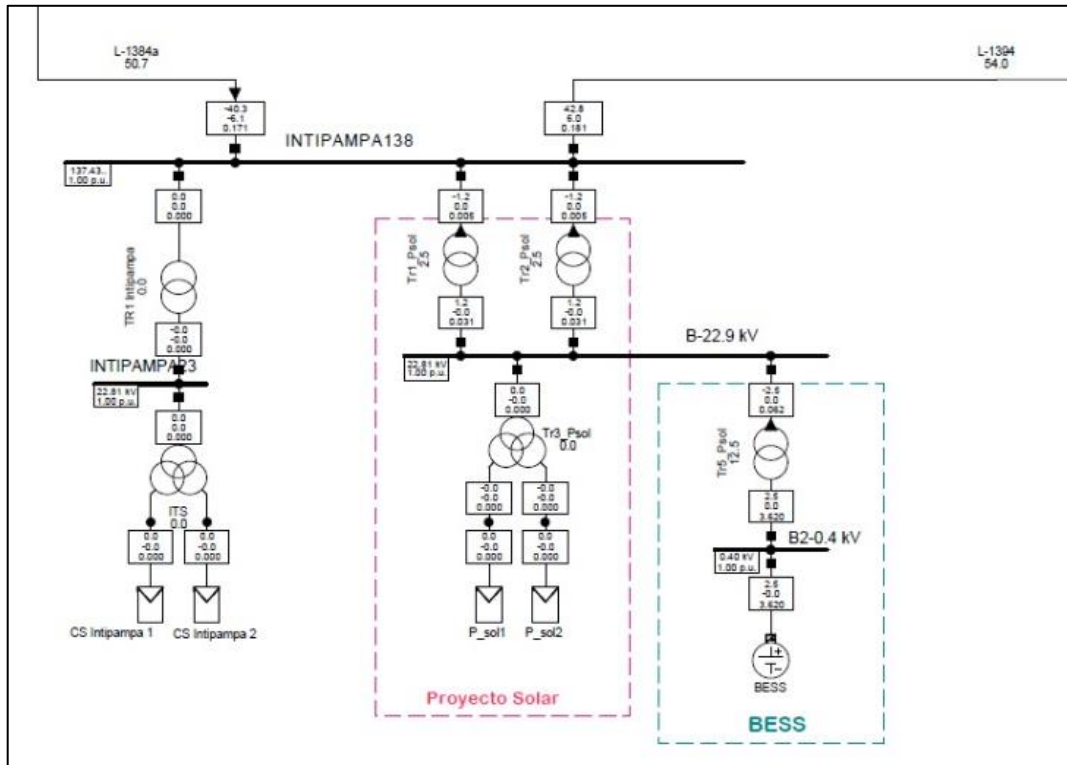 L-1384a
50.7
L-1394
54.0
-40.3
-6.1
0.171
42.8
5.0
0.181
INTIPAMPA138
137.43..
1.00 p.u.
0.0
0.0
0.000
-1.2
0.0
0.005
-1.2
0.0
0.005
TR1 Intipampa
0.0
Tr1_Psol
2.5
Tr2_Psol
2.5
-0.0
-0.0
0.000
1.2
-0.0
0.031
1.2
-0.0
0.031
B-22.9 kV
INTIPAMPA23
22.81 kV
1.00 p.u.
22.81 kV
1.00 p.u.
0.0
0.0
0.000
0.0
-0.0
0.000
-2.5
0.0
0.062
Tr3_Psol
0.0
Tr5_Psol
12.5
ITS
0.0
-0.0
-0.0
0.000
-0.0
-0.0
0.000
2.5
0.0
3.620
B2-0.4 kV
0.40 kV
1.00 p.u.
0.0
-0.0
0.000
0.0
-0.0
0.000
0.0
-0.0
0.000
0.0
-0.0
0.000
2.5
-0.0
3.620
CS Intipampa 1
CS Intipampa 2
P_sol1
P_sol2
BESS
Proyecto Solar
BESS